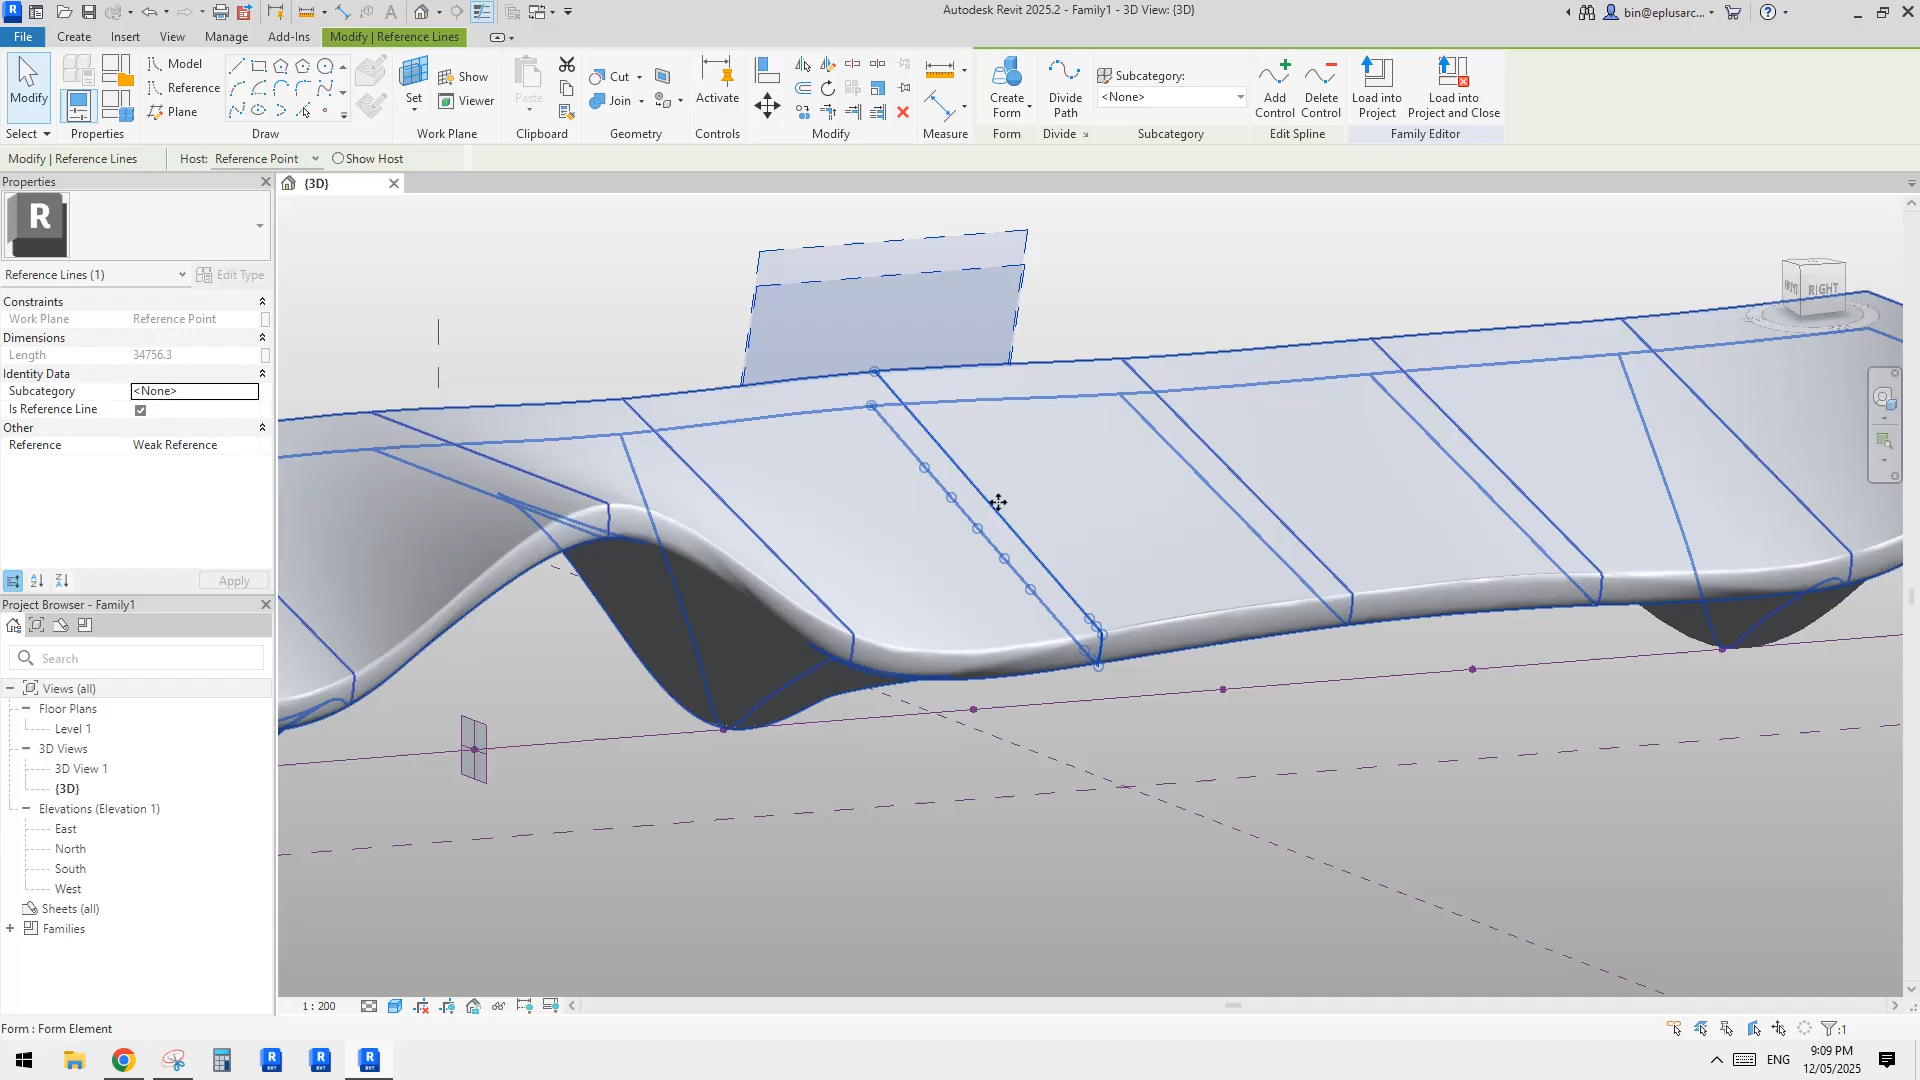 Autodesk Revit 2025.2 - Family1 - 3D View: {3D}
bin@eplusarc...
File Create Insert View Manage Add-Ins Modify | Reference Lines
Modify
Model
Reference
Plane
Set
Show
Viewer
Paste
Cut
Join
Activate
Create
Form
Divide
Path
Subcategory:
<None>
Add
Control
Delete
Control
Load into
Project
Load into
Project and Close
Select Properties Draw Work Plane Clipboard Geometry Controls Modify Measure Form Divide Subcategory Edit Spline Family Editor
Modify | Reference Lines Host: Reference Point Show Host
Properties
{3D}
R
Reference Lines (1) Edit Type
Constraints
Work Plane Reference Point
Dimensions
Length 34756.3
Identity Data
Subcategory <None>
Is Reference Line
Other
Reference Weak Reference
Apply
Project Browser - Family1
Search
Views (all)
Floor Plans
Level 1
3D Views
3D View 1
{3D}
Elevations (Elevation 1)
East
North
South
West
Sheets (all)
Families
RIGHT
1 : 200
Form : Form Element
:1
ENG
9:09 PM
12/05/2025